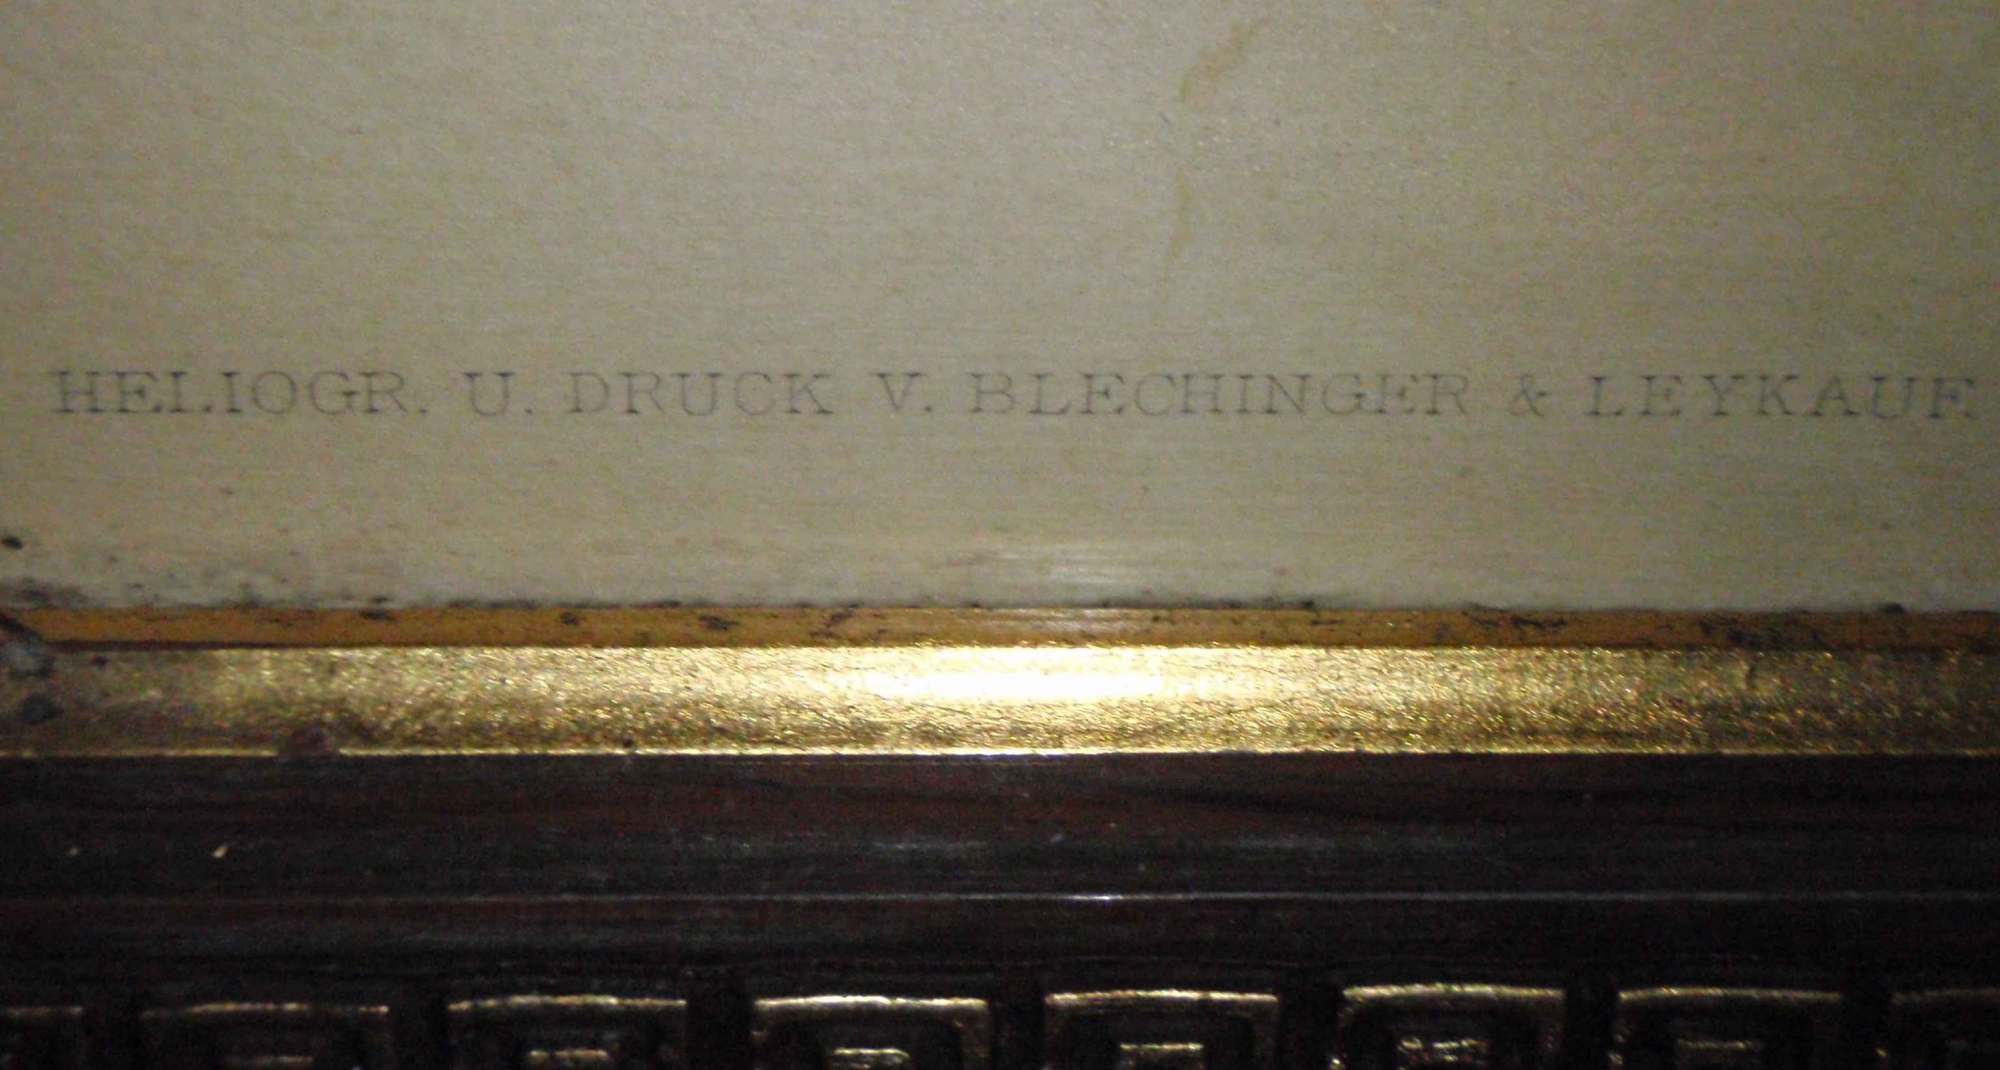 HELIOGR. U. DRUCK V. BLECHINGER & LEYKAUF.